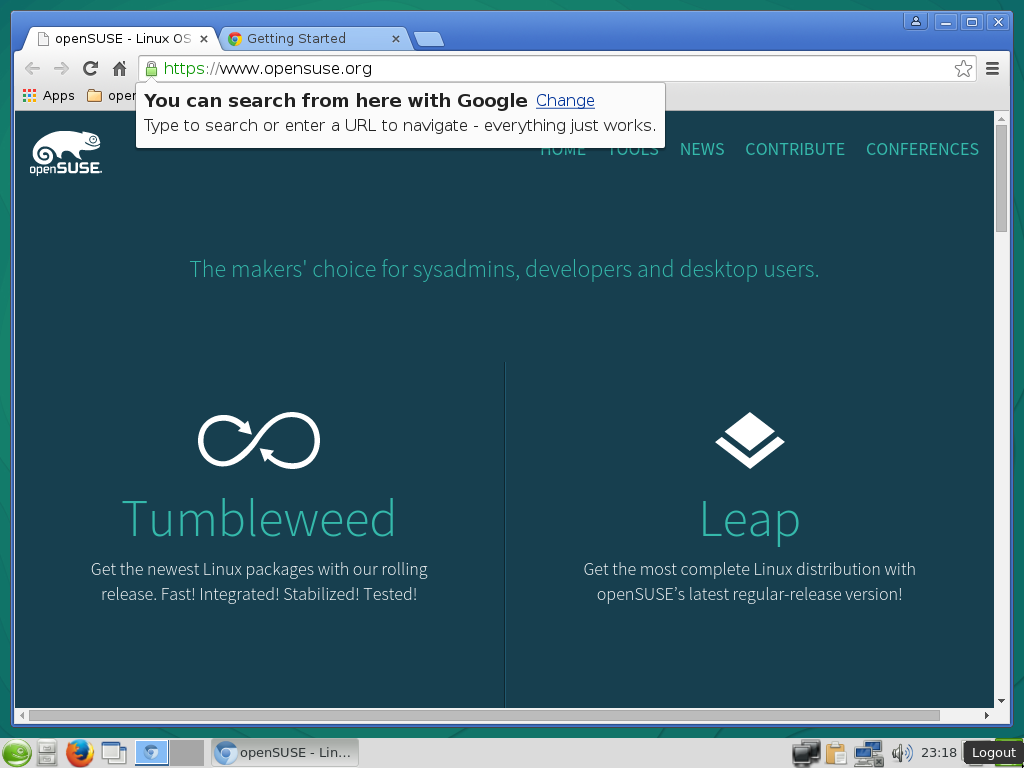 openSUSE - Linux OS
Getting Started
https://www.opensuse.org
Apps
You can search from here with Google Change
Type to search or enter a URL to navigate - everything just works.
openSUSE
HOME TOOLS NEWS CONTRIBUTE CONFERENCES
The makers' choice for sysadmins, developers and desktop users.
Tumbleweed
Get the newest Linux packages with our rolling
release. Fast! Integrated! Stabilized! Tested!
Leap
Get the most complete Linux distribution with
openSUSE’s latest regular-release version!
openSUSE - Lin...
23:18
Logout